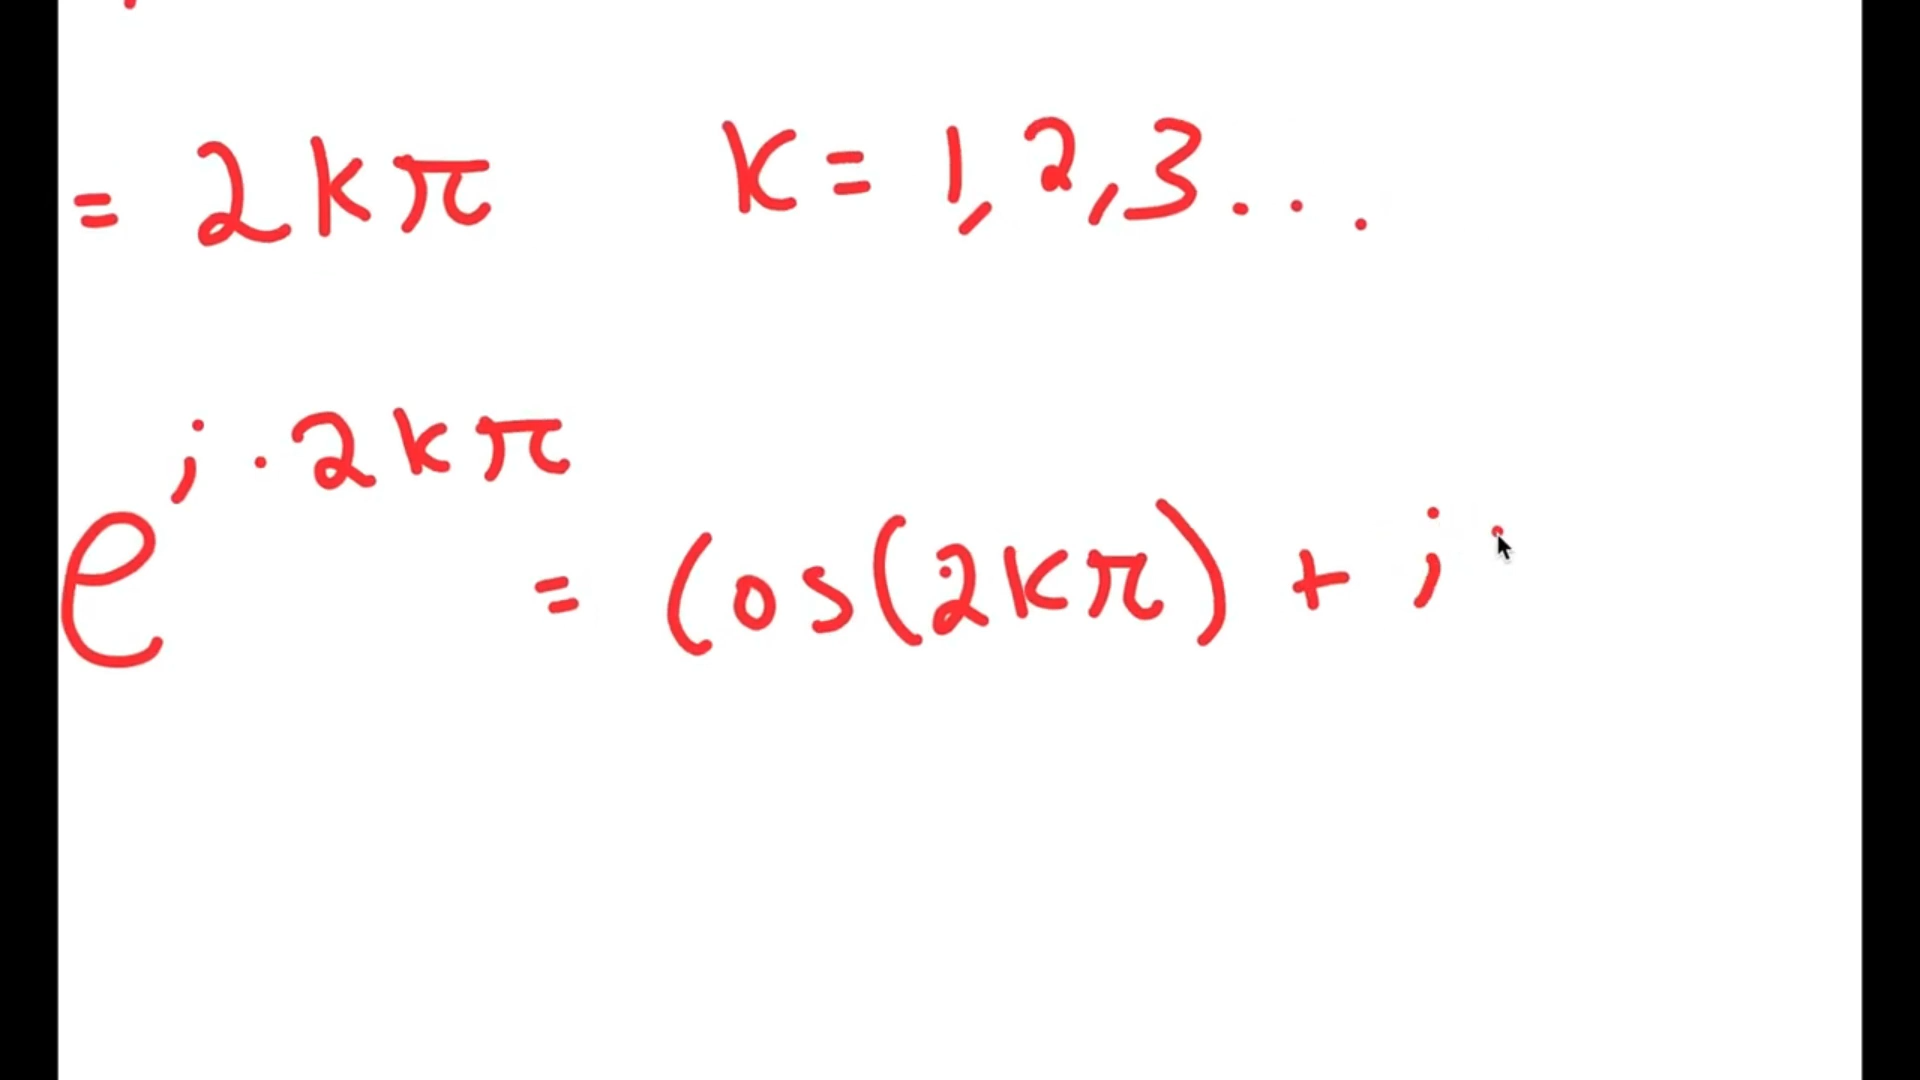 = 2kπ K = 1, 2, 3...
e^{i · 2kπ} = Cos(2kπ) + i ·